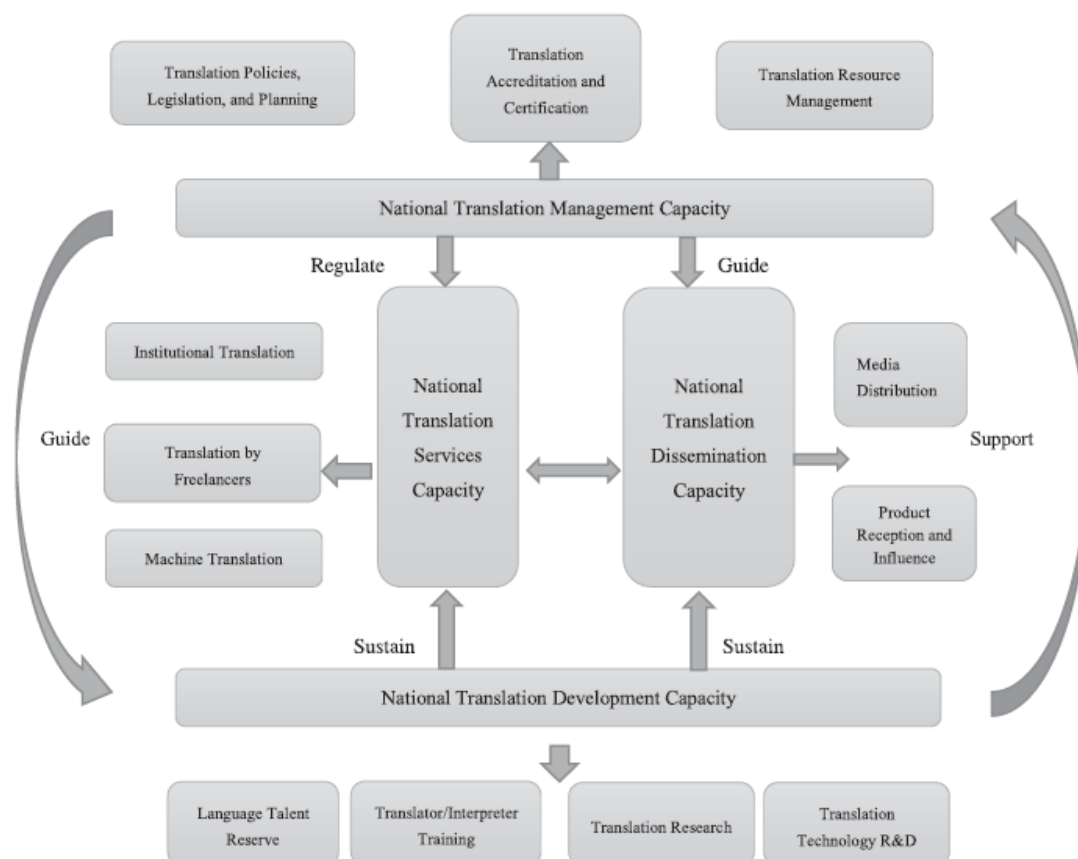 Translation Policies,
Legislation, and Planning
Translation
Accreditation and
Certification
Translation Resource
Management
National Translation Management Capacity
Regulate
Guide
Institutional Translation
Translation by
Freelancers
Machine Translation
Guide
National
Translation
Services
Capacity
National
Translation
Dissemination
Capacity
Media
Distribution
Product
Reception and
Influence
Support
Sustain
Sustain
National Translation Development Capacity
Language Talent
Reserve
Translator/Interpreter
Training
Translation Research
Translation
Technology R&D